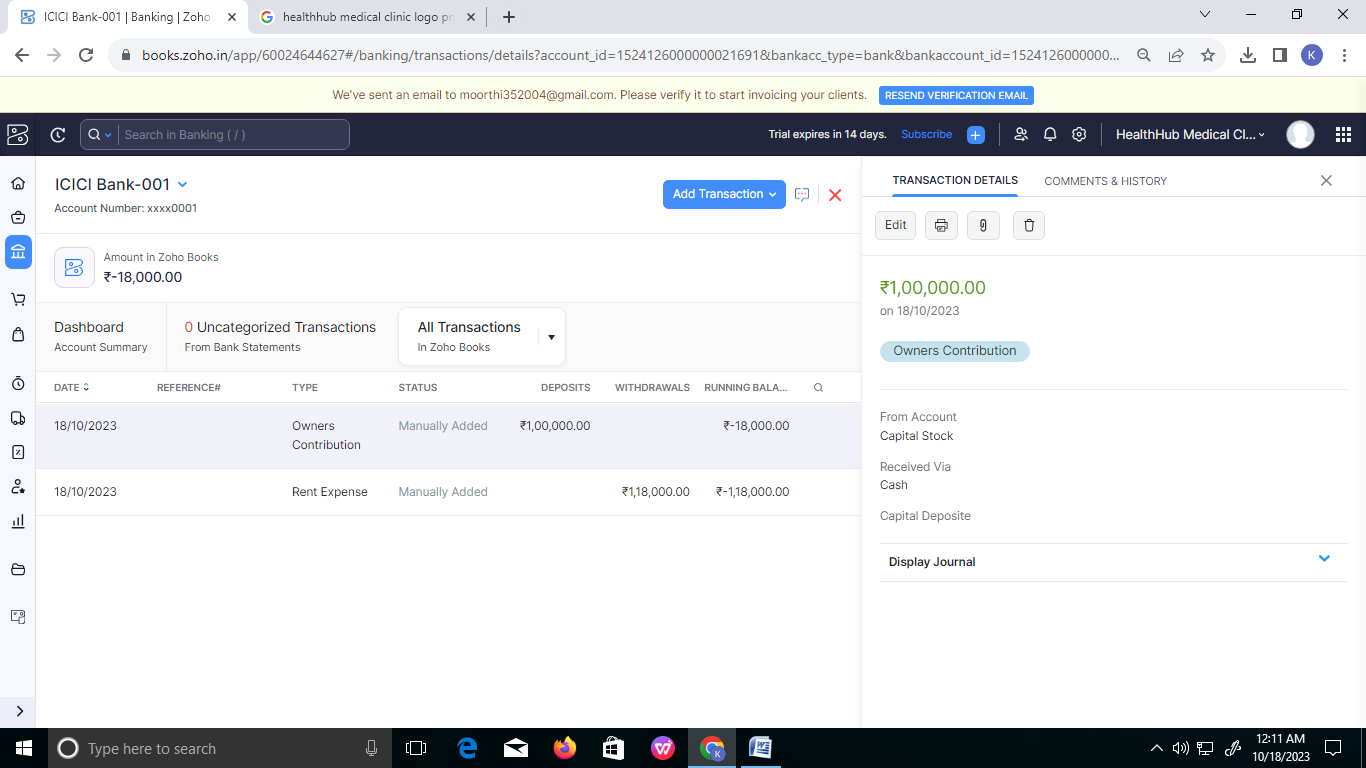 ICICI Bank-001 | Banking | Zoho
healthhub medical clinic logo pr
books.zoho.in/app/60024644627#/banking/transactions/details?account_id=1524126000000021691&bankacc_type=bank&bankaccount_id=1524126000000...
K
We've sent an email to moorthi352004@gmail.com. Please verify it to start invoicing your clients. RESEND VERIFICATION EMAIL
Search in Banking ( / )
Trial expires in 14 days. Subscribe
HealthHub Medical Cl...
ICICI Bank-001
Account Number: xxxx0001
Add Transaction
Amount in Zoho Books
₹-18,000.00
Dashboard
Account Summary
0 Uncategorized Transactions
From Bank Statements
All Transactions
In Zoho Books
DATE REFERENCE# TYPE STATUS DEPOSITS WITHDRAWALS RUNNING BALA...
18/10/2023 Owners Contribution Manually Added ₹1,00,000.00 ₹-18,000.00
18/10/2023 Rent Expense Manually Added ₹1,18,000.00 ₹-1,18,000.00
TRANSACTION DETAILS COMMENTS & HISTORY
Edit
₹1,00,000.00
on 18/10/2023
Owners Contribution
From Account
Capital Stock
Received Via
Cash
Capital Deposite
Display Journal
Type here to search
12:11 AM
10/18/2023